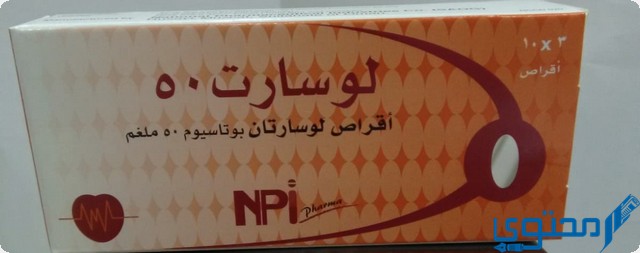 ١٠ x ٣
أقراص
لوسارت ٥٠
أقراص لوسارتان بوتاسيوم ٥٠ ملغم
NPi
Pharma
محتوى